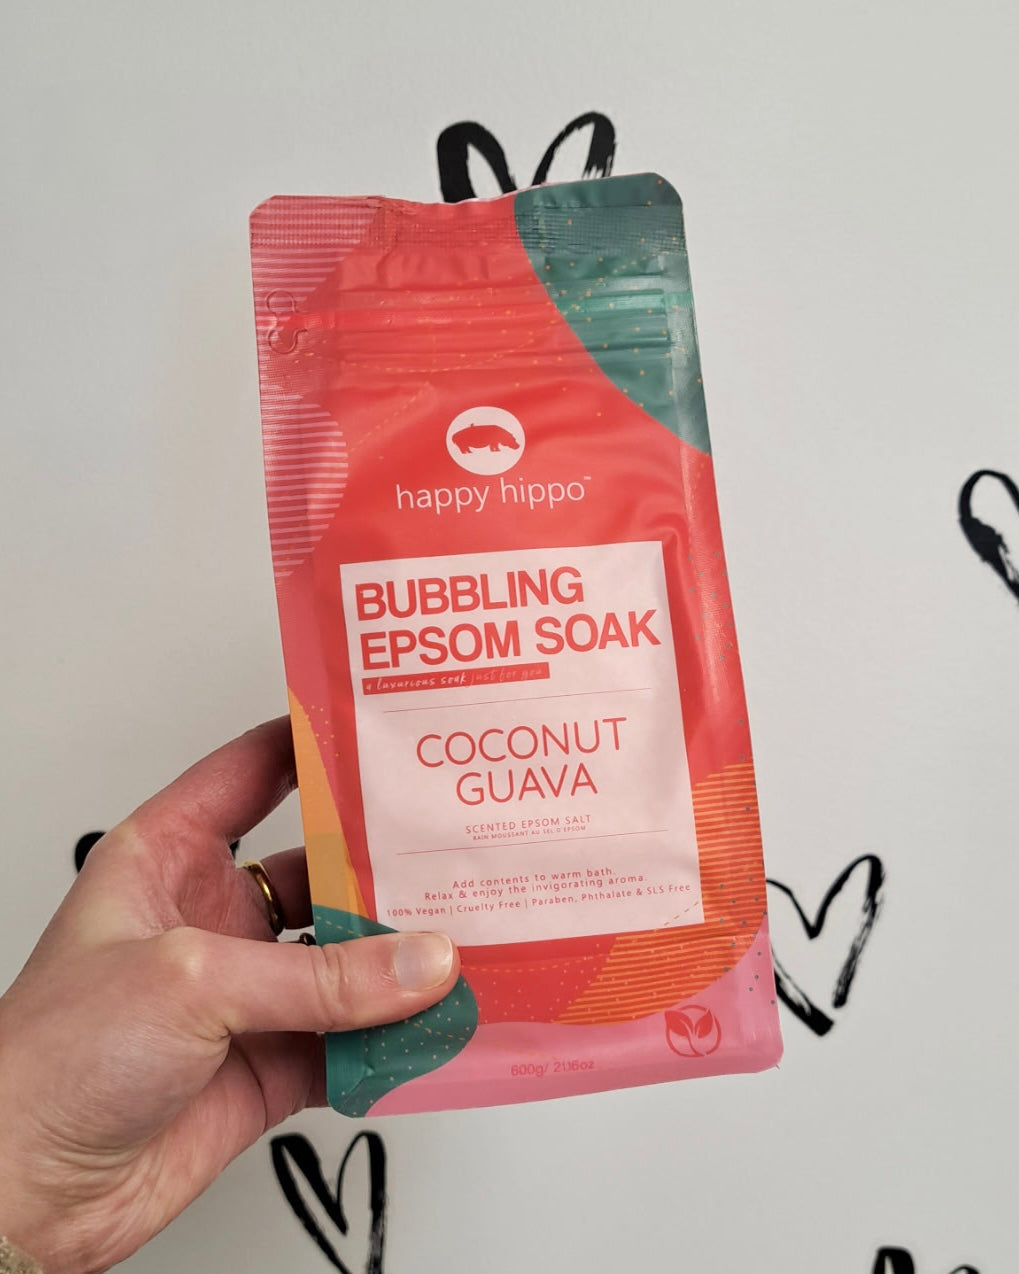 happy hippo™
BUBBLING
EPSOM SOAK
a luxurious soak just for you
COCONUT
GUAVA
SCENTED EPSOM SALT
BAIN MOUSSANT AU SEL D'EPSOM
Add contents to warm bath.
Relax & enjoy the invigorating aroma.
100% Vegan | Cruelty Free | Paraben, Phthalate & SLS Free
600g/ 21.16oz